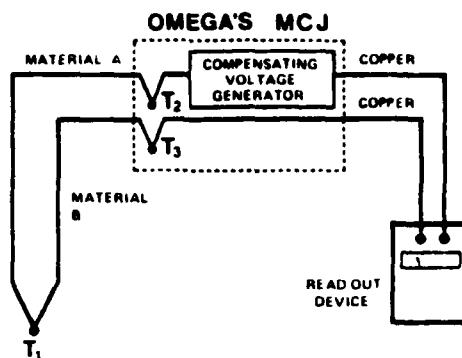 OMEGA'S MCJ
MATERIAL A
COMPENSATING
VOLTAGE
GENERATOR
COPPER
T2
COPPER
T3
MATERIAL
B
READ OUT
DEVICE
T1